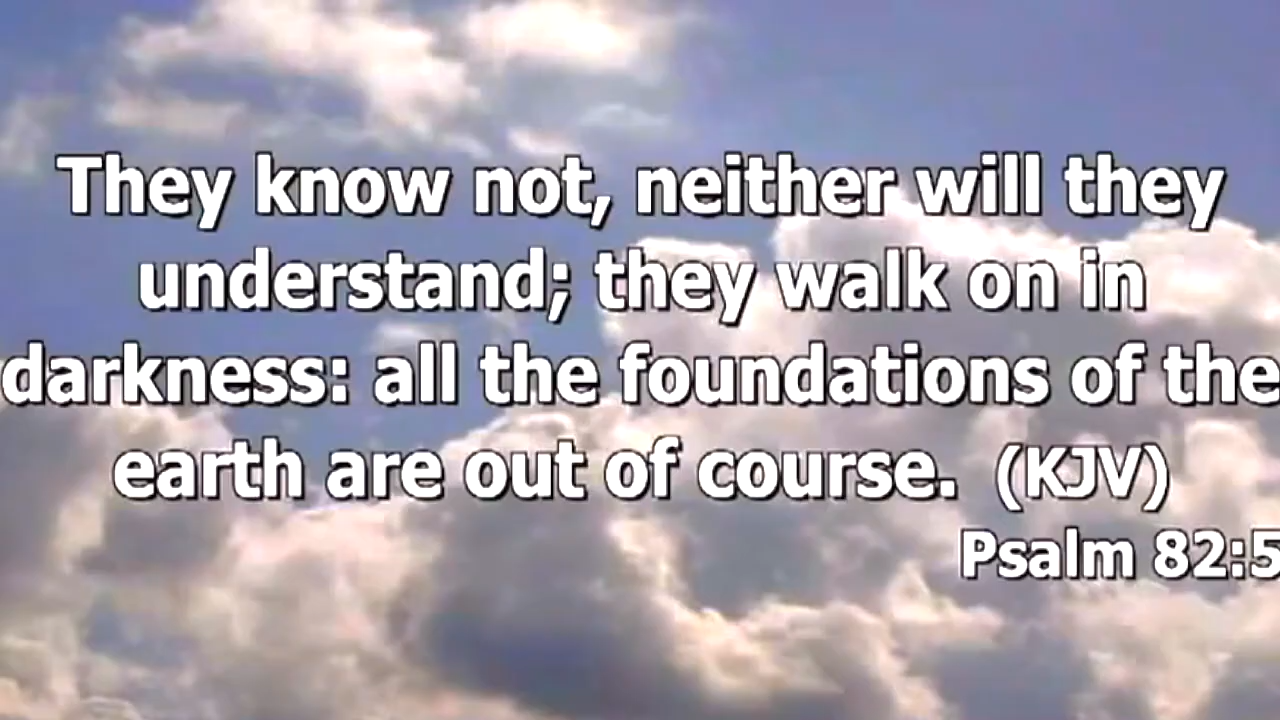 They know not, neither will they
understand; they walk on in
darkness: all the foundations of the
earth are out of course. (KJV)
Psalm 82:5